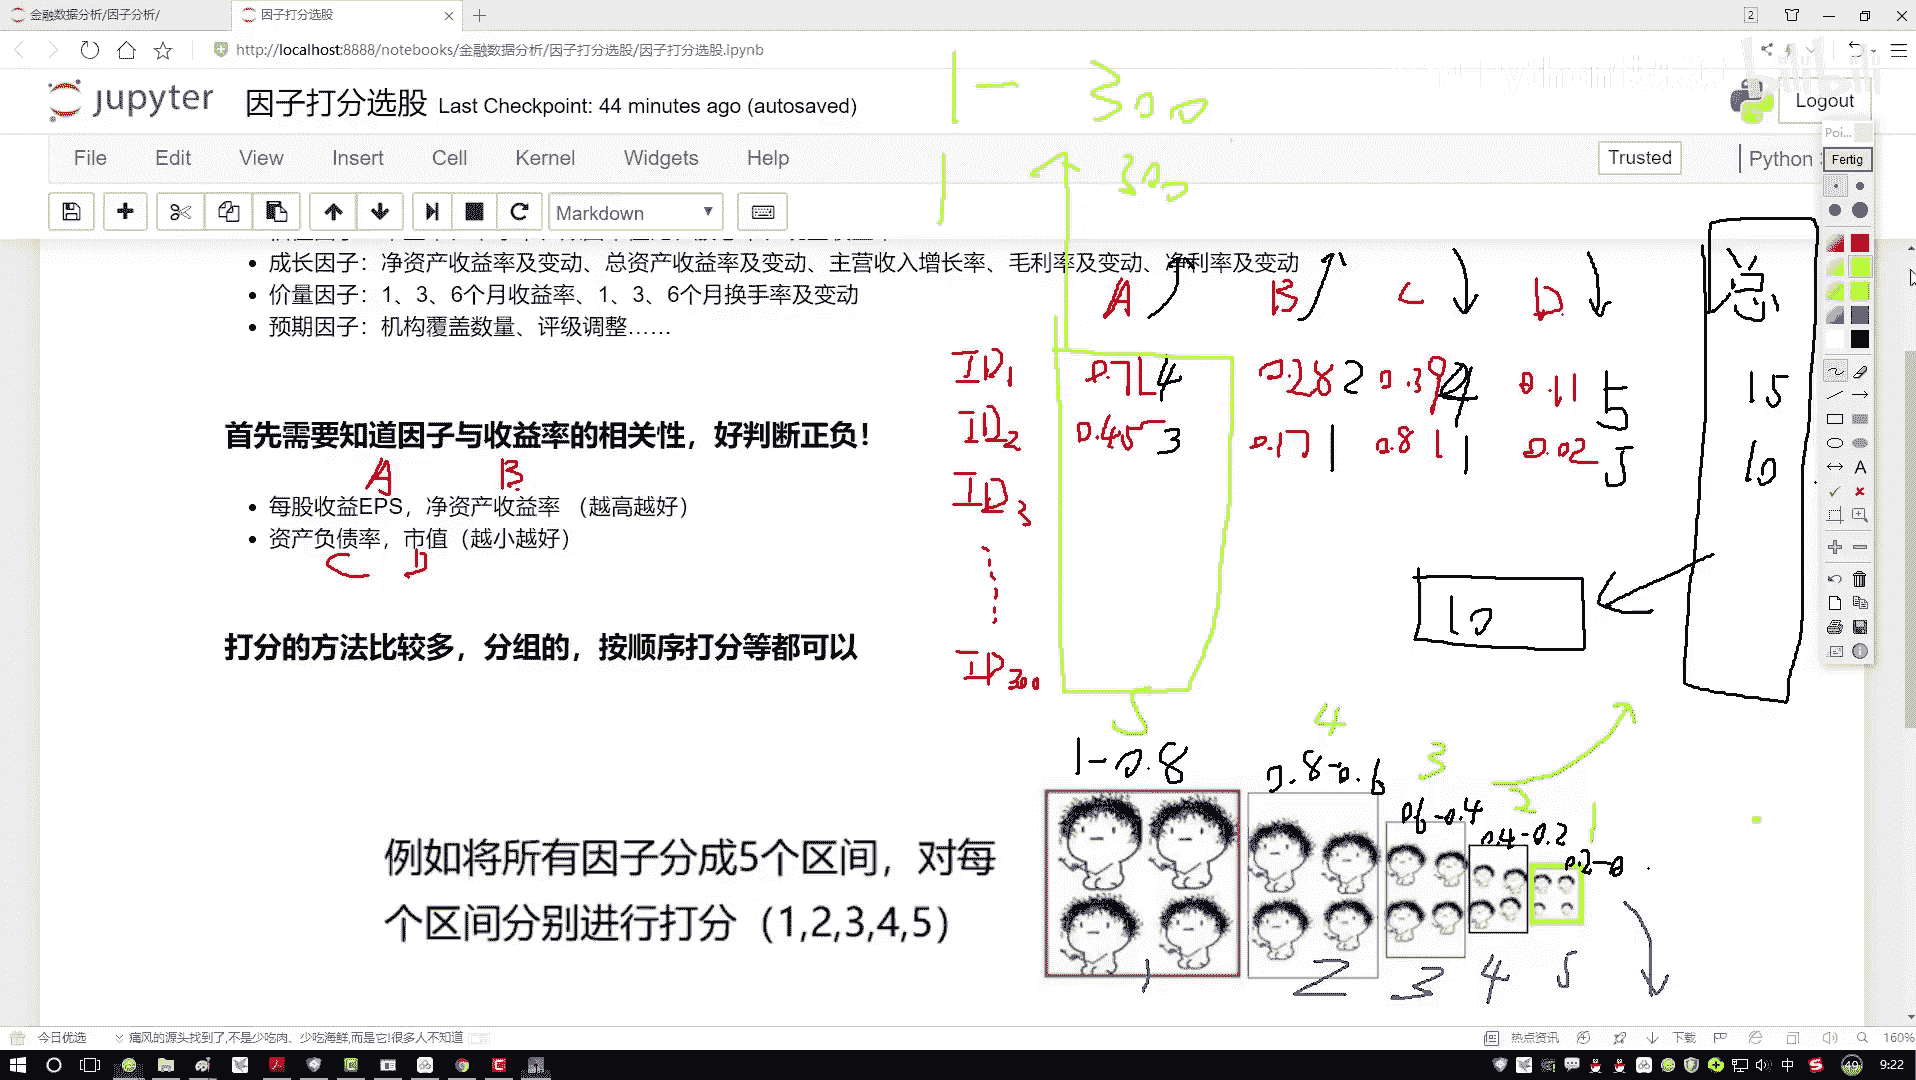 金融数据分析/因子分析/
因子打分选股
2
http://localhost:8888/notebooks/金融数据分析/因子打分选股/因子打分选股.ipynb
1 - 300
jupyter
因子打分选股 Last Checkpoint: 44 minutes ago (autosaved)
Logout
File Edit View Insert Cell Kernel Widgets Help
Trusted
Python
Fertig
1 300
Markdown
成长因子：净资产收益率及变动、总资产收益率及变动、主营收入增长率、毛利率及变动、净利率及变动
价量因子：1、3、6个月收益率、1、3、6个月换手率及变动
预期因子：机构覆盖数量、评级调整……
A B C D 总
ID1 0.71 4 0.28 2 0.39 4 0.11 5 15
ID2 0.45 3 0.17 1 0.81 1 0.02 5 10
ID3
ID300
10
首先需要知道因子与收益率的相关性，好判断正负！
A B
每股收益EPS，净资产收益率 （越高越好）
资产负债率，市值（越小越好）
C D
打分的方法比较多，分组的，按顺序打分等都可以
5 4 3 2 1
1-0.8 0.8-0.6 0.6-0.4 0.4-0.2 0.2-0
例如将所有因子分成5个区间，对每
个区间分别进行打分（1,2,3,4,5）
1 2 3 4 5
今日优选
痛风的源头找到了,不是少吃肉、少吃海鲜,而是它!很多人不知道
热点资讯
下载
160%
中
49
9:22